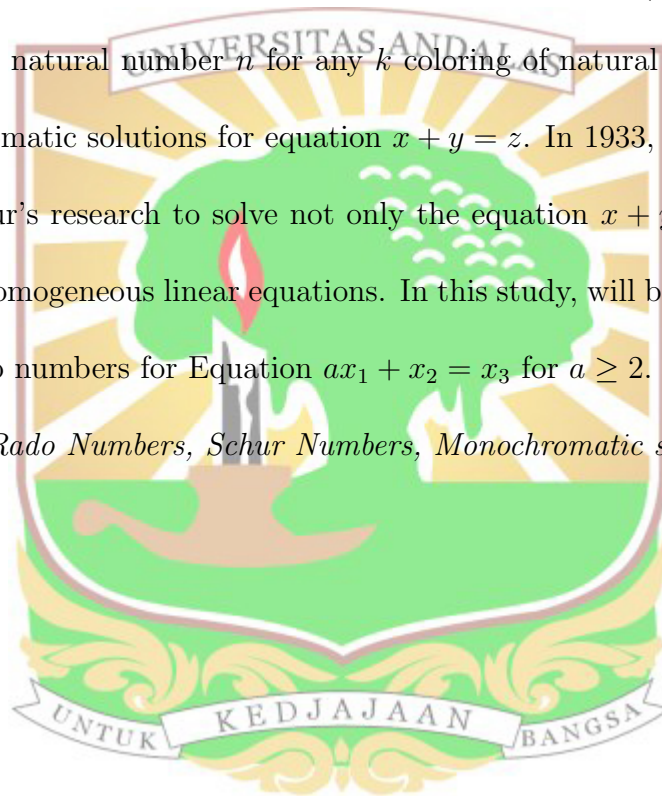 UNIVERSITAS ANDALAS
natural number n for any k coloring of natural
matic solutions for equation x + y = z. In 1933,
ur's research to solve not only the equation x +
omogeneous linear equations. In this study, will b
o numbers for Equation ax₁ + x₂ = x₃ for a ≥ 2.
Rado Numbers, Schur Numbers, Monochromatic s
UNTUK KEDJAJAAN BANGSA